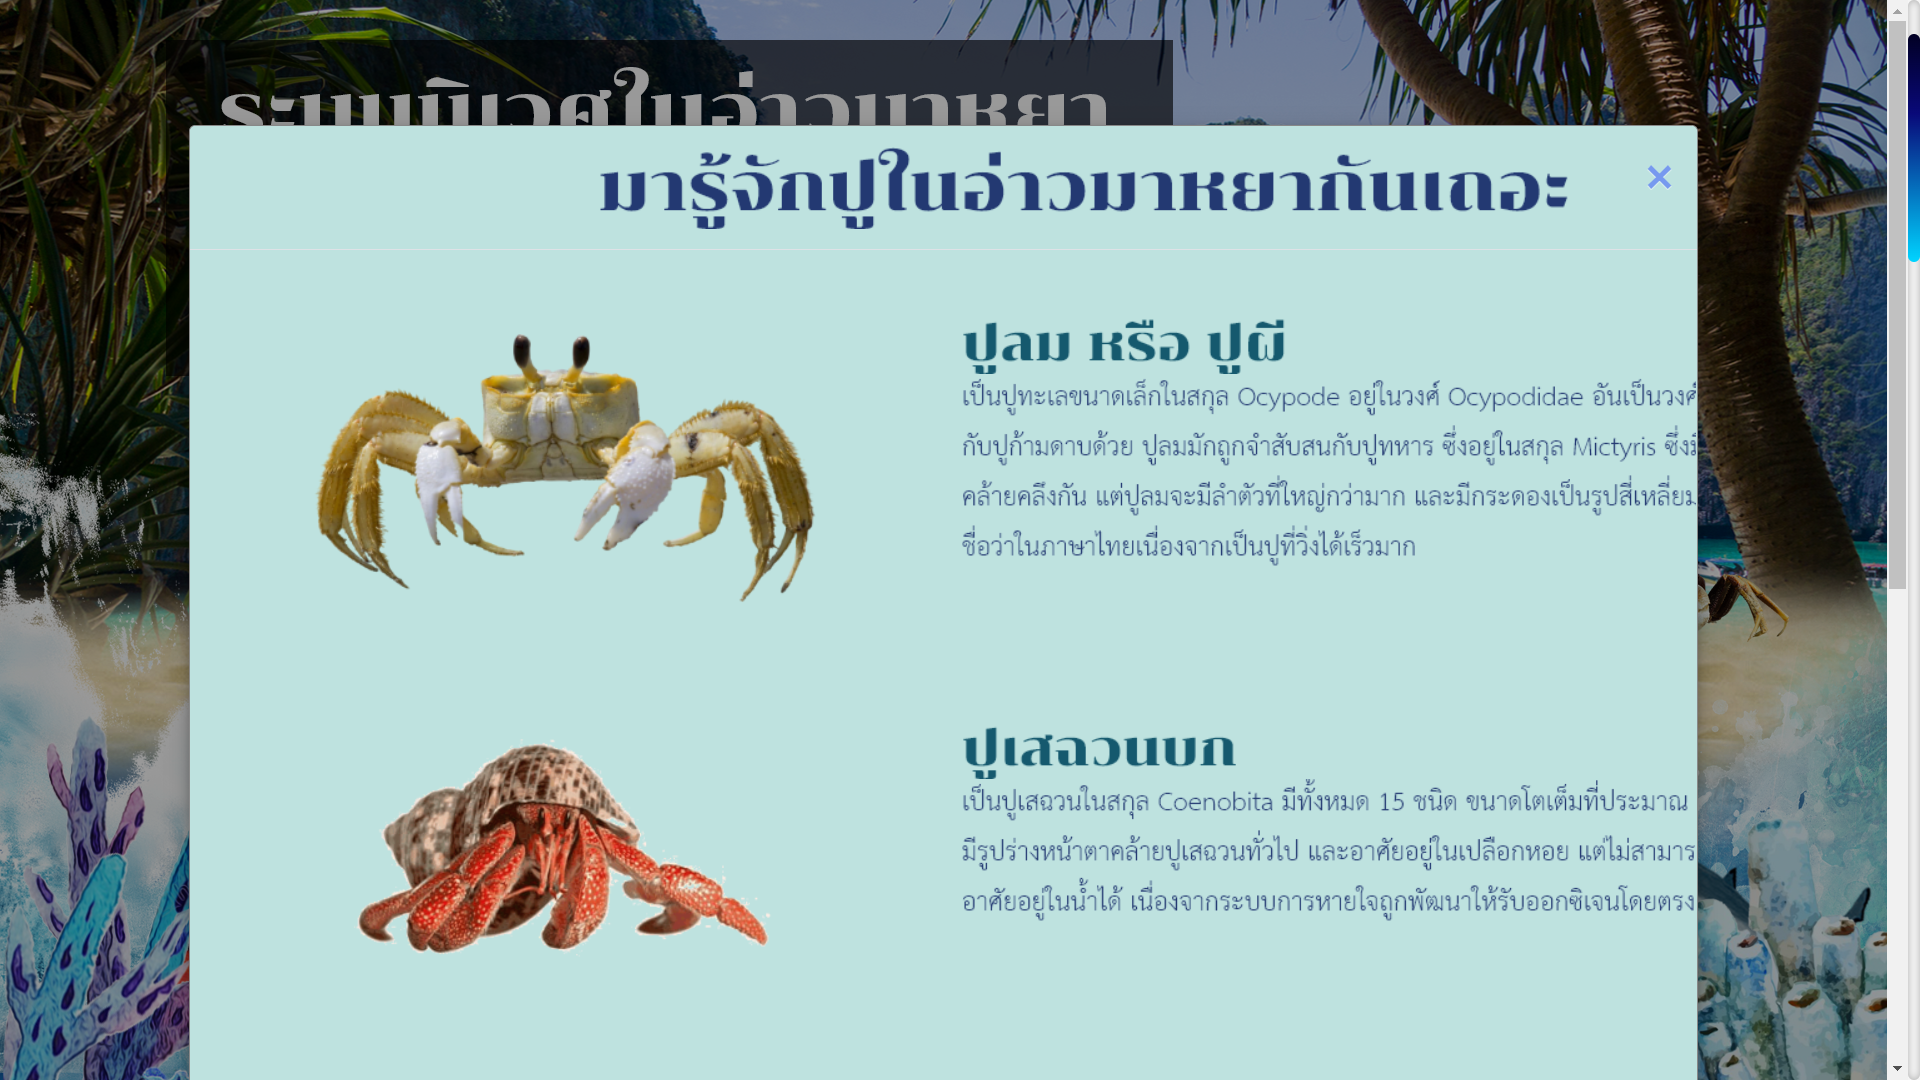 ระบบนิเวศในอ่าวมาหยา
มารู้จักปูในอ่าวมาหยากันเถอะ
×
ปูลม หรือ ปูผี
เป็นปูทะเลขนาดเล็กในสกุล Ocypode อยู่ในวงศ์ Ocypodidae อันเป็นวงศ์
กับปูก้ามดาบด้วย ปูลมมักถูกจำสับสนกับปูทหาร ซึ่งอยู่ในสกุล Mictyris ซึ่งมี
คล้ายคลึงกัน แต่ปูลมจะมีลำตัวที่ใหญ่กว่ามาก และมีกระดองเป็นรูปสี่เหลี่ยม
ชื่อว่าในภาษาไทยเนื่องจากเป็นปูที่วิ่งได้เร็วมาก
ปูเสฉวนบก
เป็นปูเสฉวนในสกุล Coenobita มีทั้งหมด 15 ชนิด ขนาดโตเต็มที่ประมาณ
มีรูปร่างหน้าตาคล้ายปูเสฉวนทั่วไป และอาศัยอยู่ในเปลือกหอย แต่ไม่สามาร
อาศัยอยู่ในน้ำได้ เนื่องจากระบบการหายใจถูกพัฒนาให้รับออกซิเจนโดยตรง